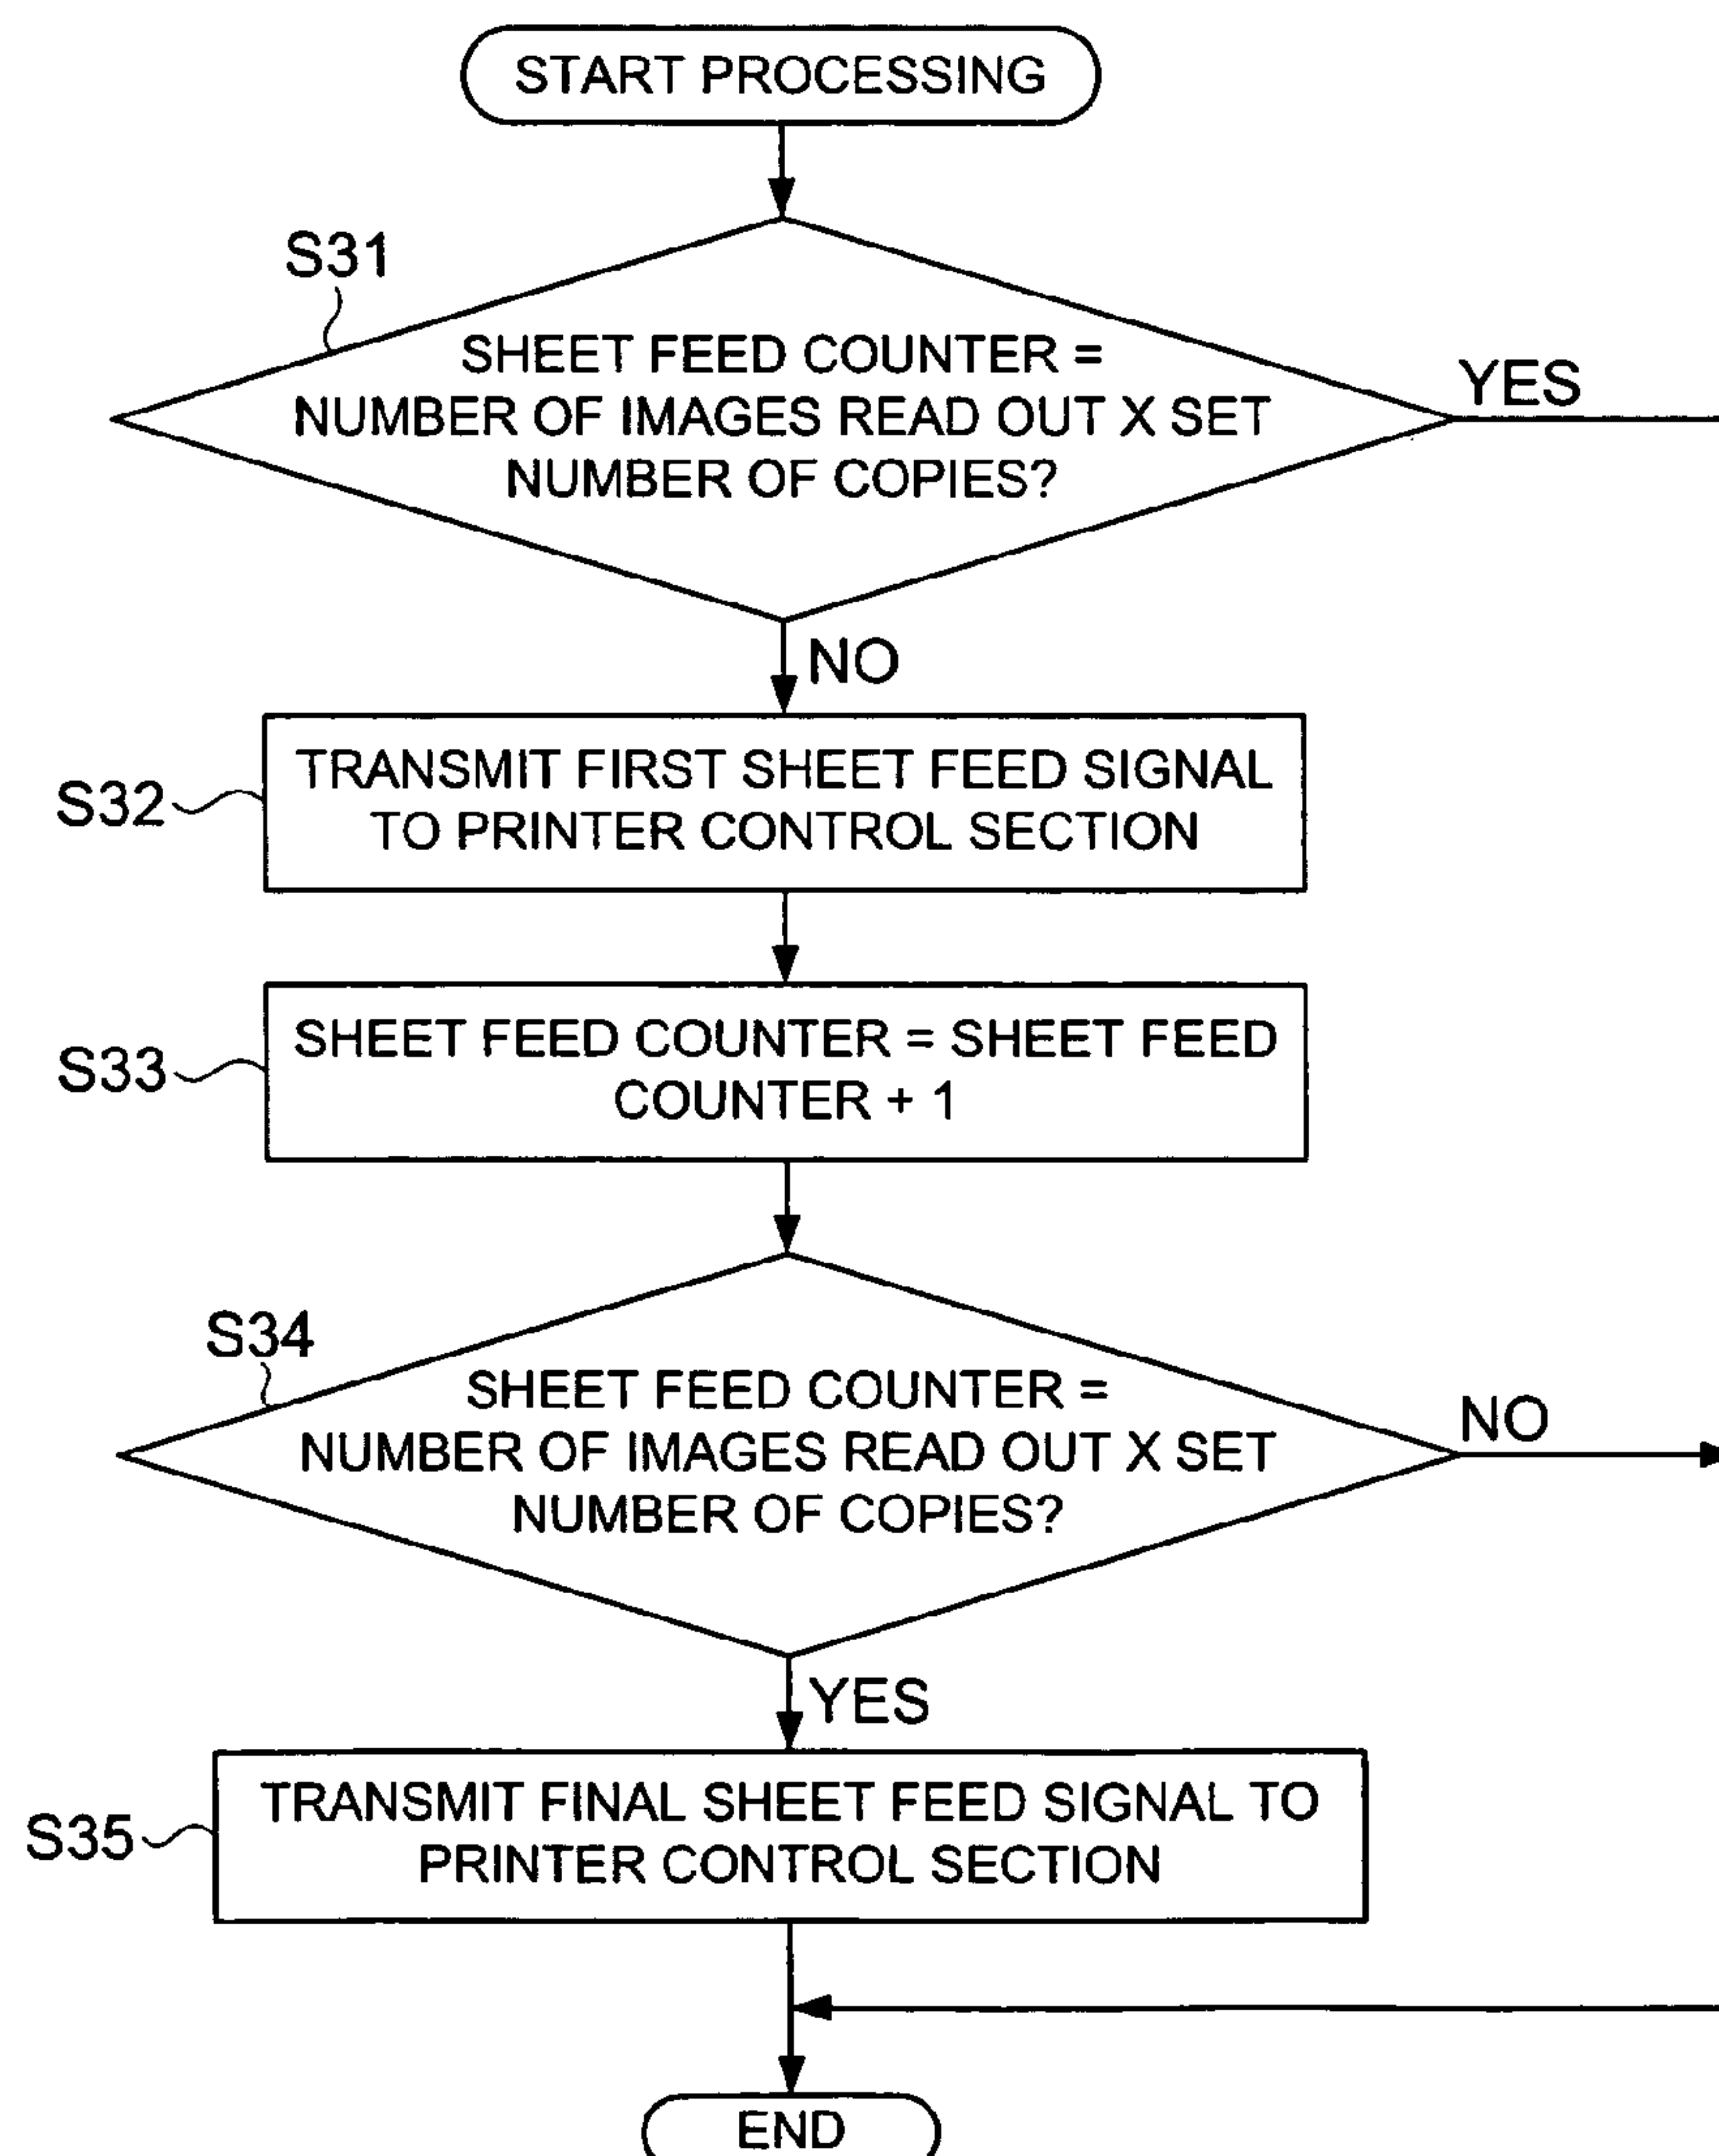 START PROCESSING
S31
SHEET FEED COUNTER =
NUMBER OF IMAGES READ OUT X SET
NUMBER OF COPIES?
YES
NO
S32
TRANSMIT FIRST SHEET FEED SIGNAL
TO PRINTER CONTROL SECTION
S33
SHEET FEED COUNTER = SHEET FEED
COUNTER + 1
S34
SHEET FEED COUNTER =
NUMBER OF IMAGES READ OUT X SET
NUMBER OF COPIES?
NO
YES
S35
TRANSMIT FINAL SHEET FEED SIGNAL TO
PRINTER CONTROL SECTION
END